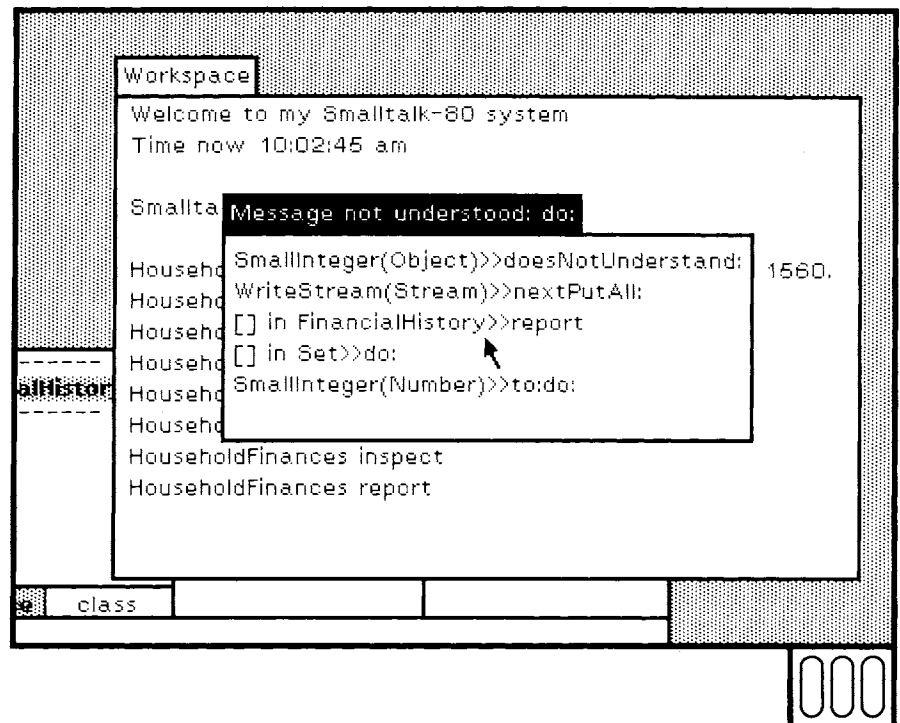 Workspace
Welcome to my Smalltalk-80 system
Time now 10:02:45 am
Smallta
Message not understood: do:
SmallInteger(Object)>>doesNotUnderstand:
WriteStream(Stream)>>nextPutAll:
[] in FinancialHistory>>report
[] in Set>>do:
SmallInteger(Number)>>to:do:
Househo 1560.
Househo
Househo
Househo
Househo
Househo
HouseholdFinances inspect
HouseholdFinances report
alHistor
e class